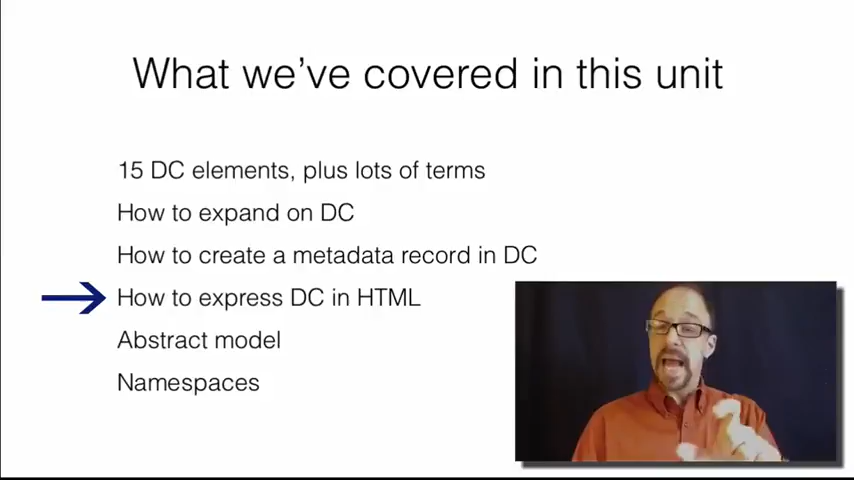 What we've covered in this unit
15 DC elements, plus lots of terms
How to expand on DC
How to create a metadata record in DC
How to express DC in HTML
Abstract model
Namespaces